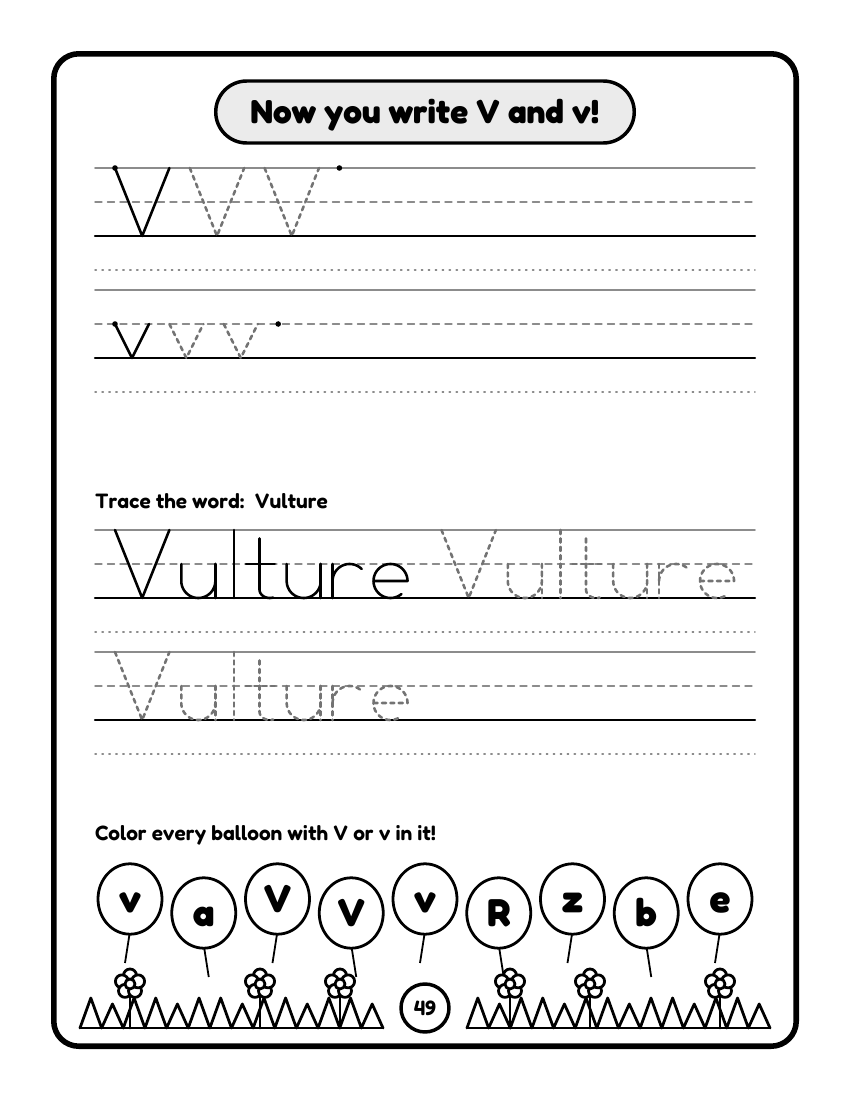 Now you write V and v!
V V V
v v v
Trace the word:  Vulture
Vulture Vulture
Vulture
Color every balloon with V or v in it!
v a V V v R z b e
49